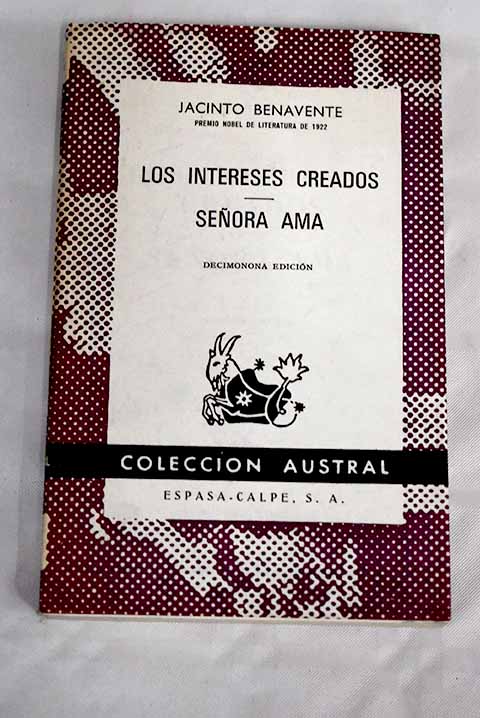 JACINTO BENAVENTE
PREMIO NOBEL DE LITERATURA DE 1922
LOS INTERESES CREADOS
SEÑORA AMA
DECIMONONA EDICIÓN
COLECCION AUSTRAL
ESPASA-CALPE, S. A.